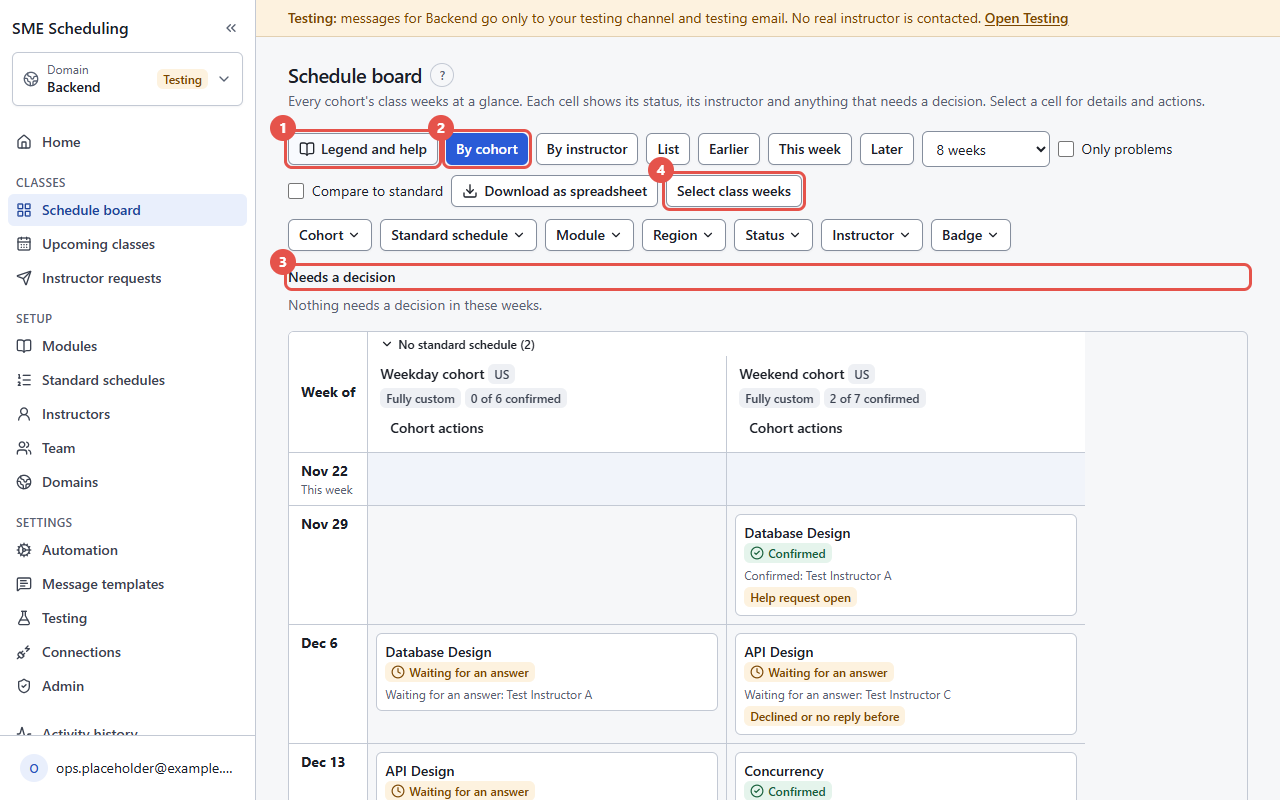 SME Scheduling
Domain
Backend
Testing
Home
CLASSES
Schedule board
Upcoming classes
Instructor requests
SETUP
Modules
Standard schedules
Instructors
Team
Domains
SETTINGS
Automation
Message templates
Testing
Connections
Admin
Activity history
O
ops.placeholder@example....
Testing: messages for Backend go only to your testing channel and testing email. No real instructor is contacted. Open Testing
Schedule board ?
Every cohort's class weeks at a glance. Each cell shows its status, its instructor and anything that needs a decision. Select a cell for details and actions.
1 Legend and help 2 By cohort By instructor List Earlier This week Later 8 weeks Only problems
Compare to standard Download as spreadsheet 4 Select class weeks
Cohort Standard schedule Module Region Status Instructor Badge
3 Needs a decision
Nothing needs a decision in these weeks.
Week of
No standard schedule (2)
Weekday cohort US
Fully custom 0 of 6 confirmed
Cohort actions
Weekend cohort US
Fully custom 2 of 7 confirmed
Cohort actions
Nov 22
This week
Nov 29
Database Design
Confirmed
Confirmed: Test Instructor A
Help request open
Dec 6
Database Design
Waiting for an answer
Waiting for an answer: Test Instructor A
API Design
Waiting for an answer
Waiting for an answer: Test Instructor C
Declined or no reply before
Dec 13
API Design
Waiting for an answer
Concurrency
Confirmed